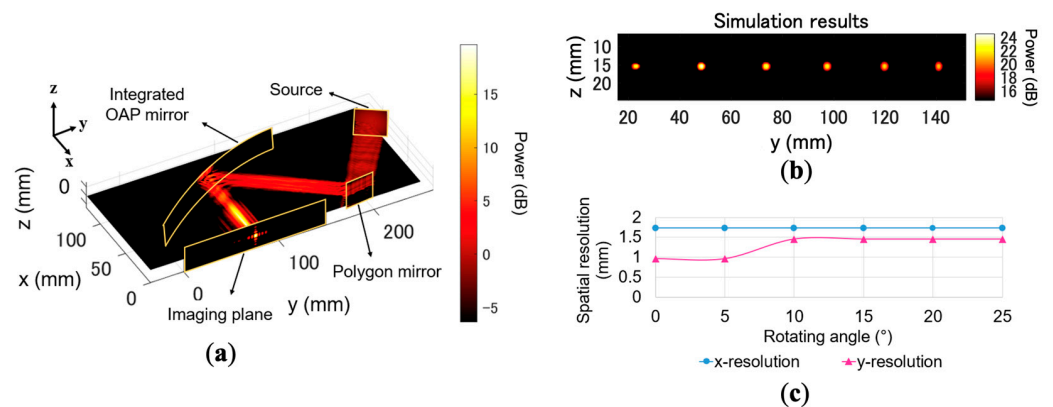 z
y
x
Integrated
OAP mirror
Source
Polygon mirror
Imaging plane
0
z (mm)
100
50
0
x (mm)
0
100
200
y (mm)
15
10
5
0
−5
Power (dB)
(a)
Simulation results
10
15
20
z (mm)
20 40 60 80 100 120 140
y (mm)
24
22
20
18
16
Power (dB)
(b)
2
1.5
1
0.5
0
Spatial resolution
(mm)
0 5 10 15 20 25
Rotating angle (°)
x-resolution y-resolution
(c)